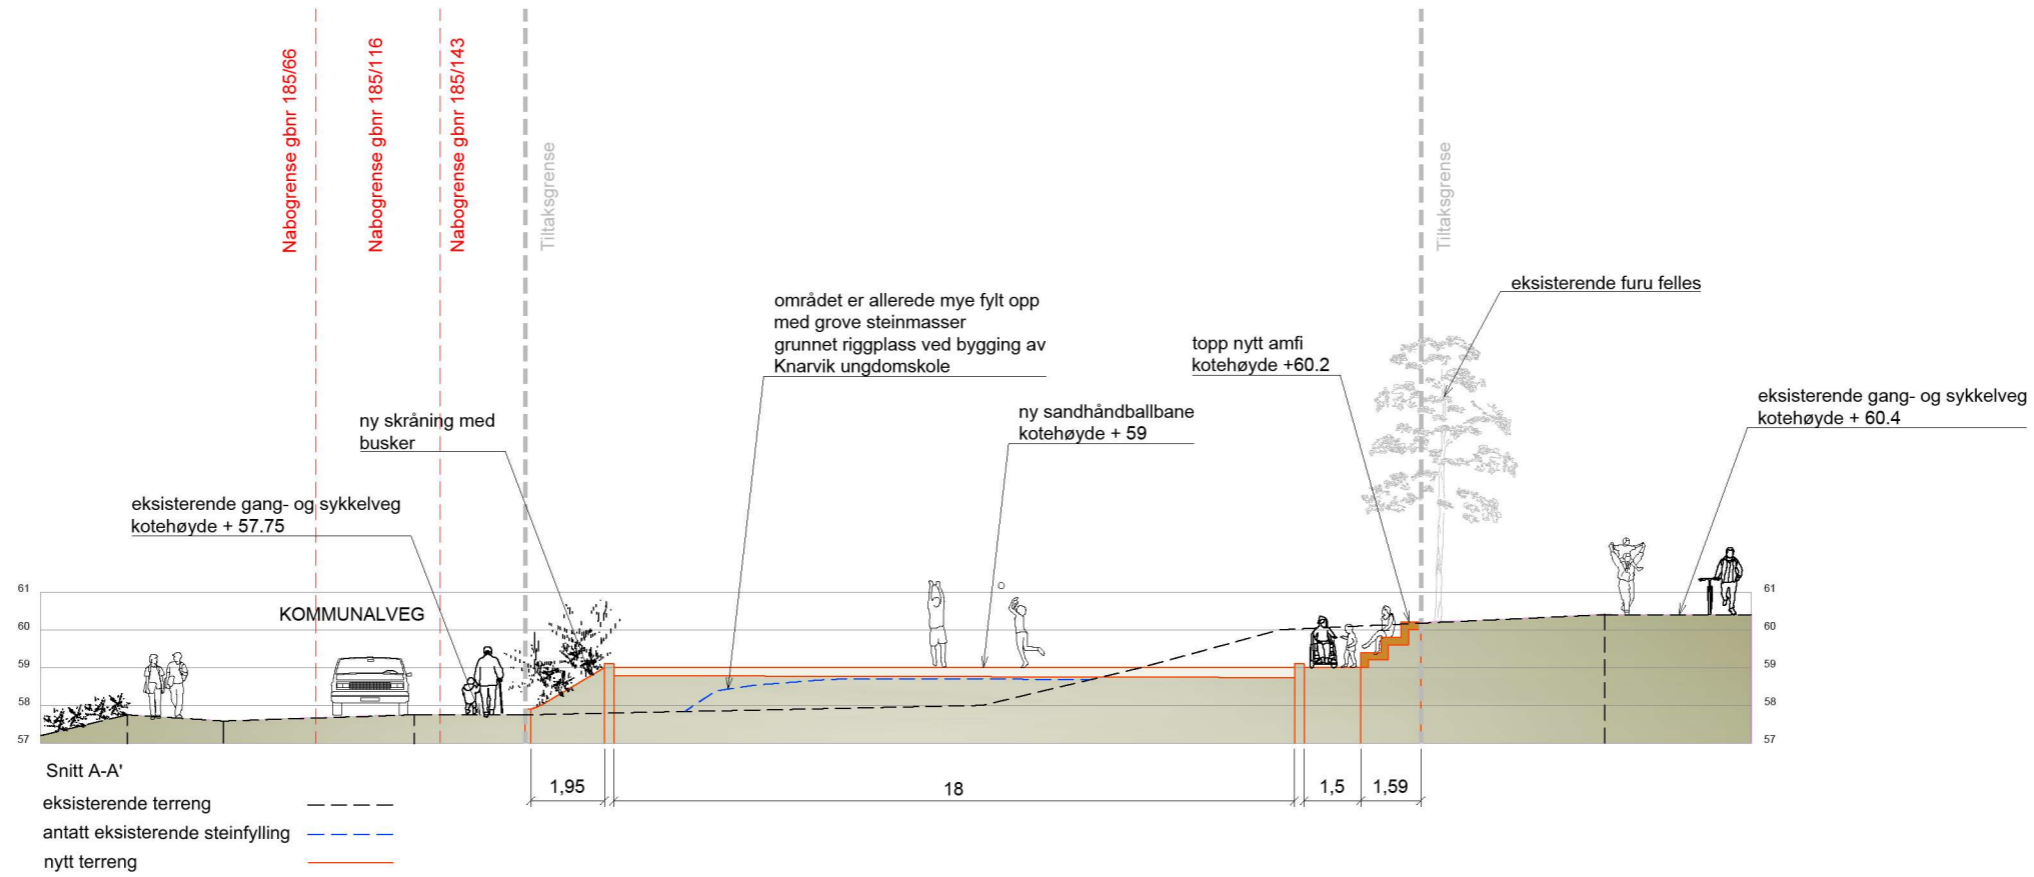 Nabogrense gbnr 185/66
Nabogrense gbnr 185/116
Nabogrense gbnr 185/143
Tiltaksgrense
Tiltaksgrense
eksisterende furu felles
området er allerede mye fylt opp
med grove steinmasser
grunnet riggplass ved bygging av
Knarvik ungdomskole
topp nytt amfi
kotehøyde +60.2
eksisterende gang- og sykkelveg
kotehøyde + 60.4
ny skråning med
busker
ny sandhåndballbane
kotehøyde + 59
eksisterende gang- og sykkelveg
kotehøyde + 57.75
KOMMUNALVEG
61
60
59
58
57
61
60
59
58
57
1,95
18
1,5
1,59
Snitt A-A'
eksisterende terreng
antatt eksisterende steinfylling
nytt terreng